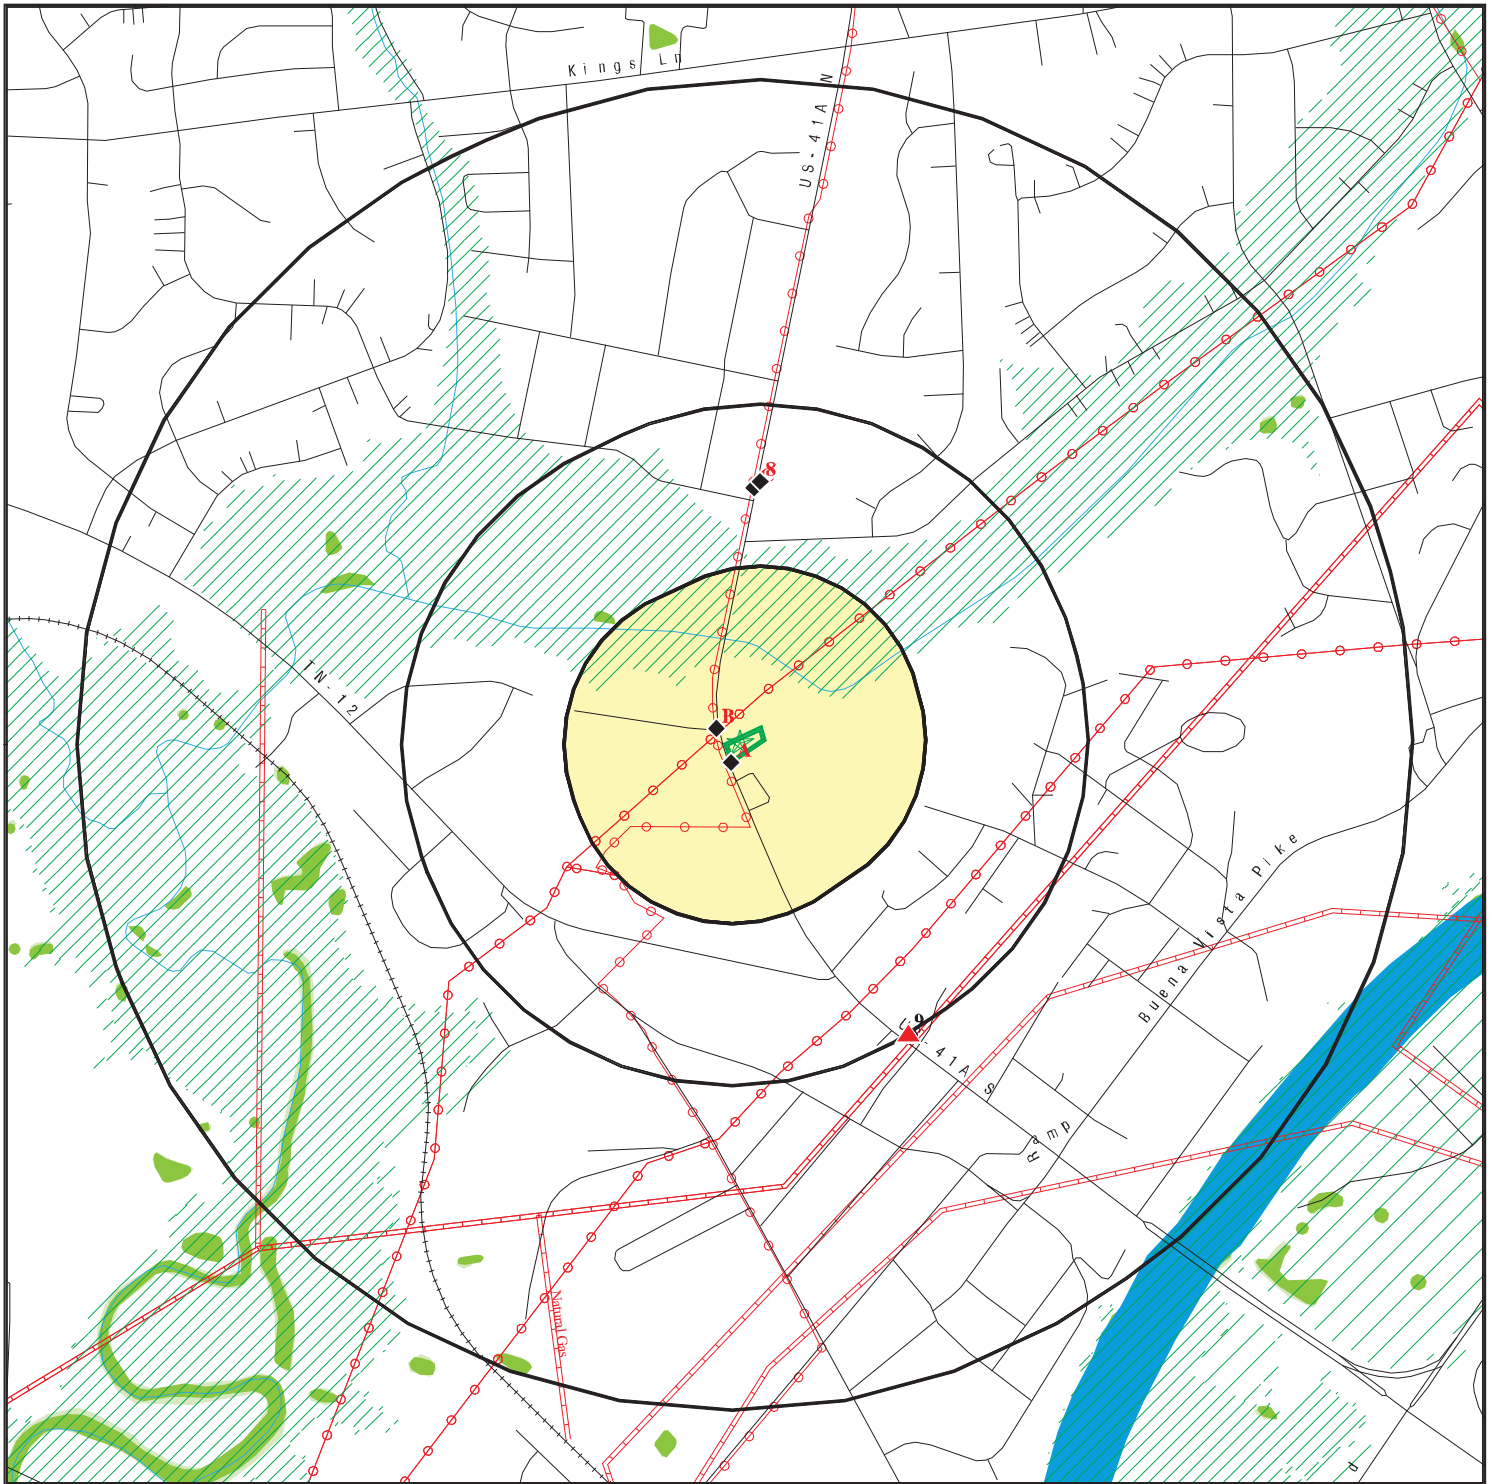 Kings Ln
US-41A N
8
TN-12
B
A
Buena Vista Pike
9
US-41A S
Ramp
Natural Gas
d